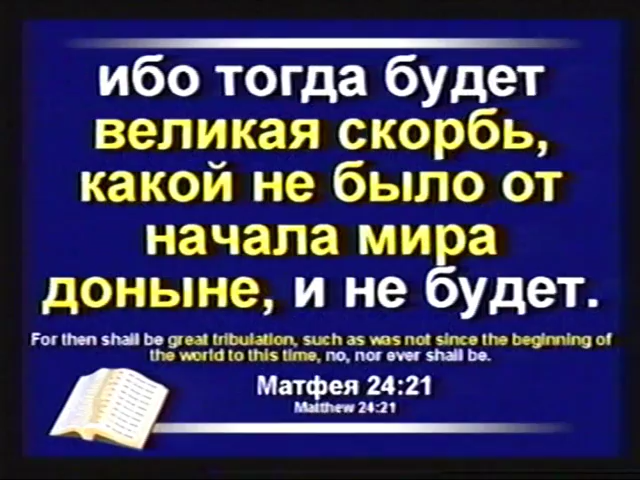 ибо тогда будет
великая скорбь,
какой не было от
начала мира
доныне, и не будет.
For then shall be great tribulation, such as was not since the beginning of
the world to this time, no, nor ever shall be.
Матфея 24:21
Matthew 24:21